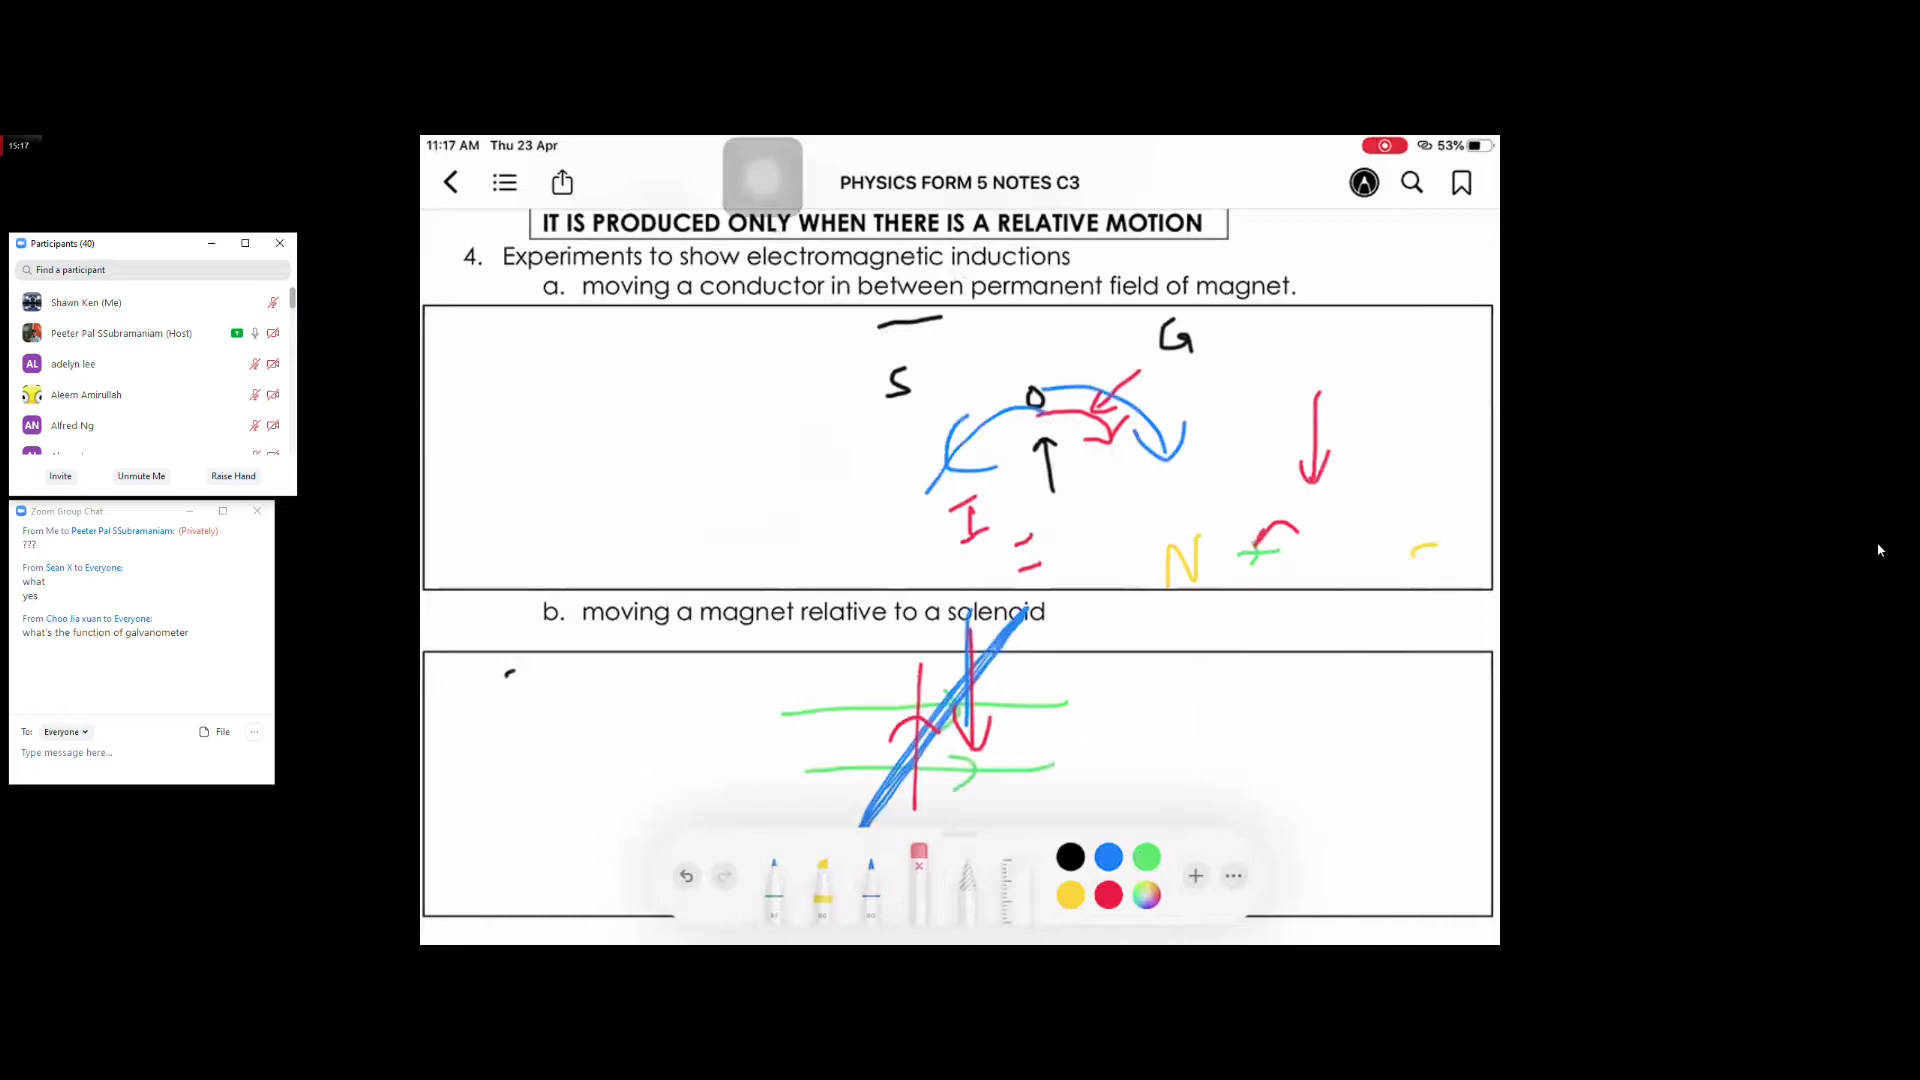 15:17
Participants (40)
Find a participant
Shawn Ken (Me)
Peeter Pal SSubramaniam (Host)
AL adelyn lee
Aleem Amirullah
AN Alfred Ng
Invite Unmute Me Raise Hand
Zoom Group Chat
From Me to Peeter Pal SSubramaniam: (Privately)
???
From Sean X to Everyone:
what
yes
From Choo Jia xuan to Everyone:
what's the function of galvanometer
To: Everyone File
Type message here...
11:17 AM Thu 23 Apr
53%
PHYSICS FORM 5 NOTES C3
IT IS PRODUCED ONLY WHEN THERE IS A RELATIVE MOTION
4. Experiments to show electromagnetic inductions
a. moving a conductor in between permanent field of magnet.
G
S
0
I
N +
b. moving a magnet relative to a solenoid